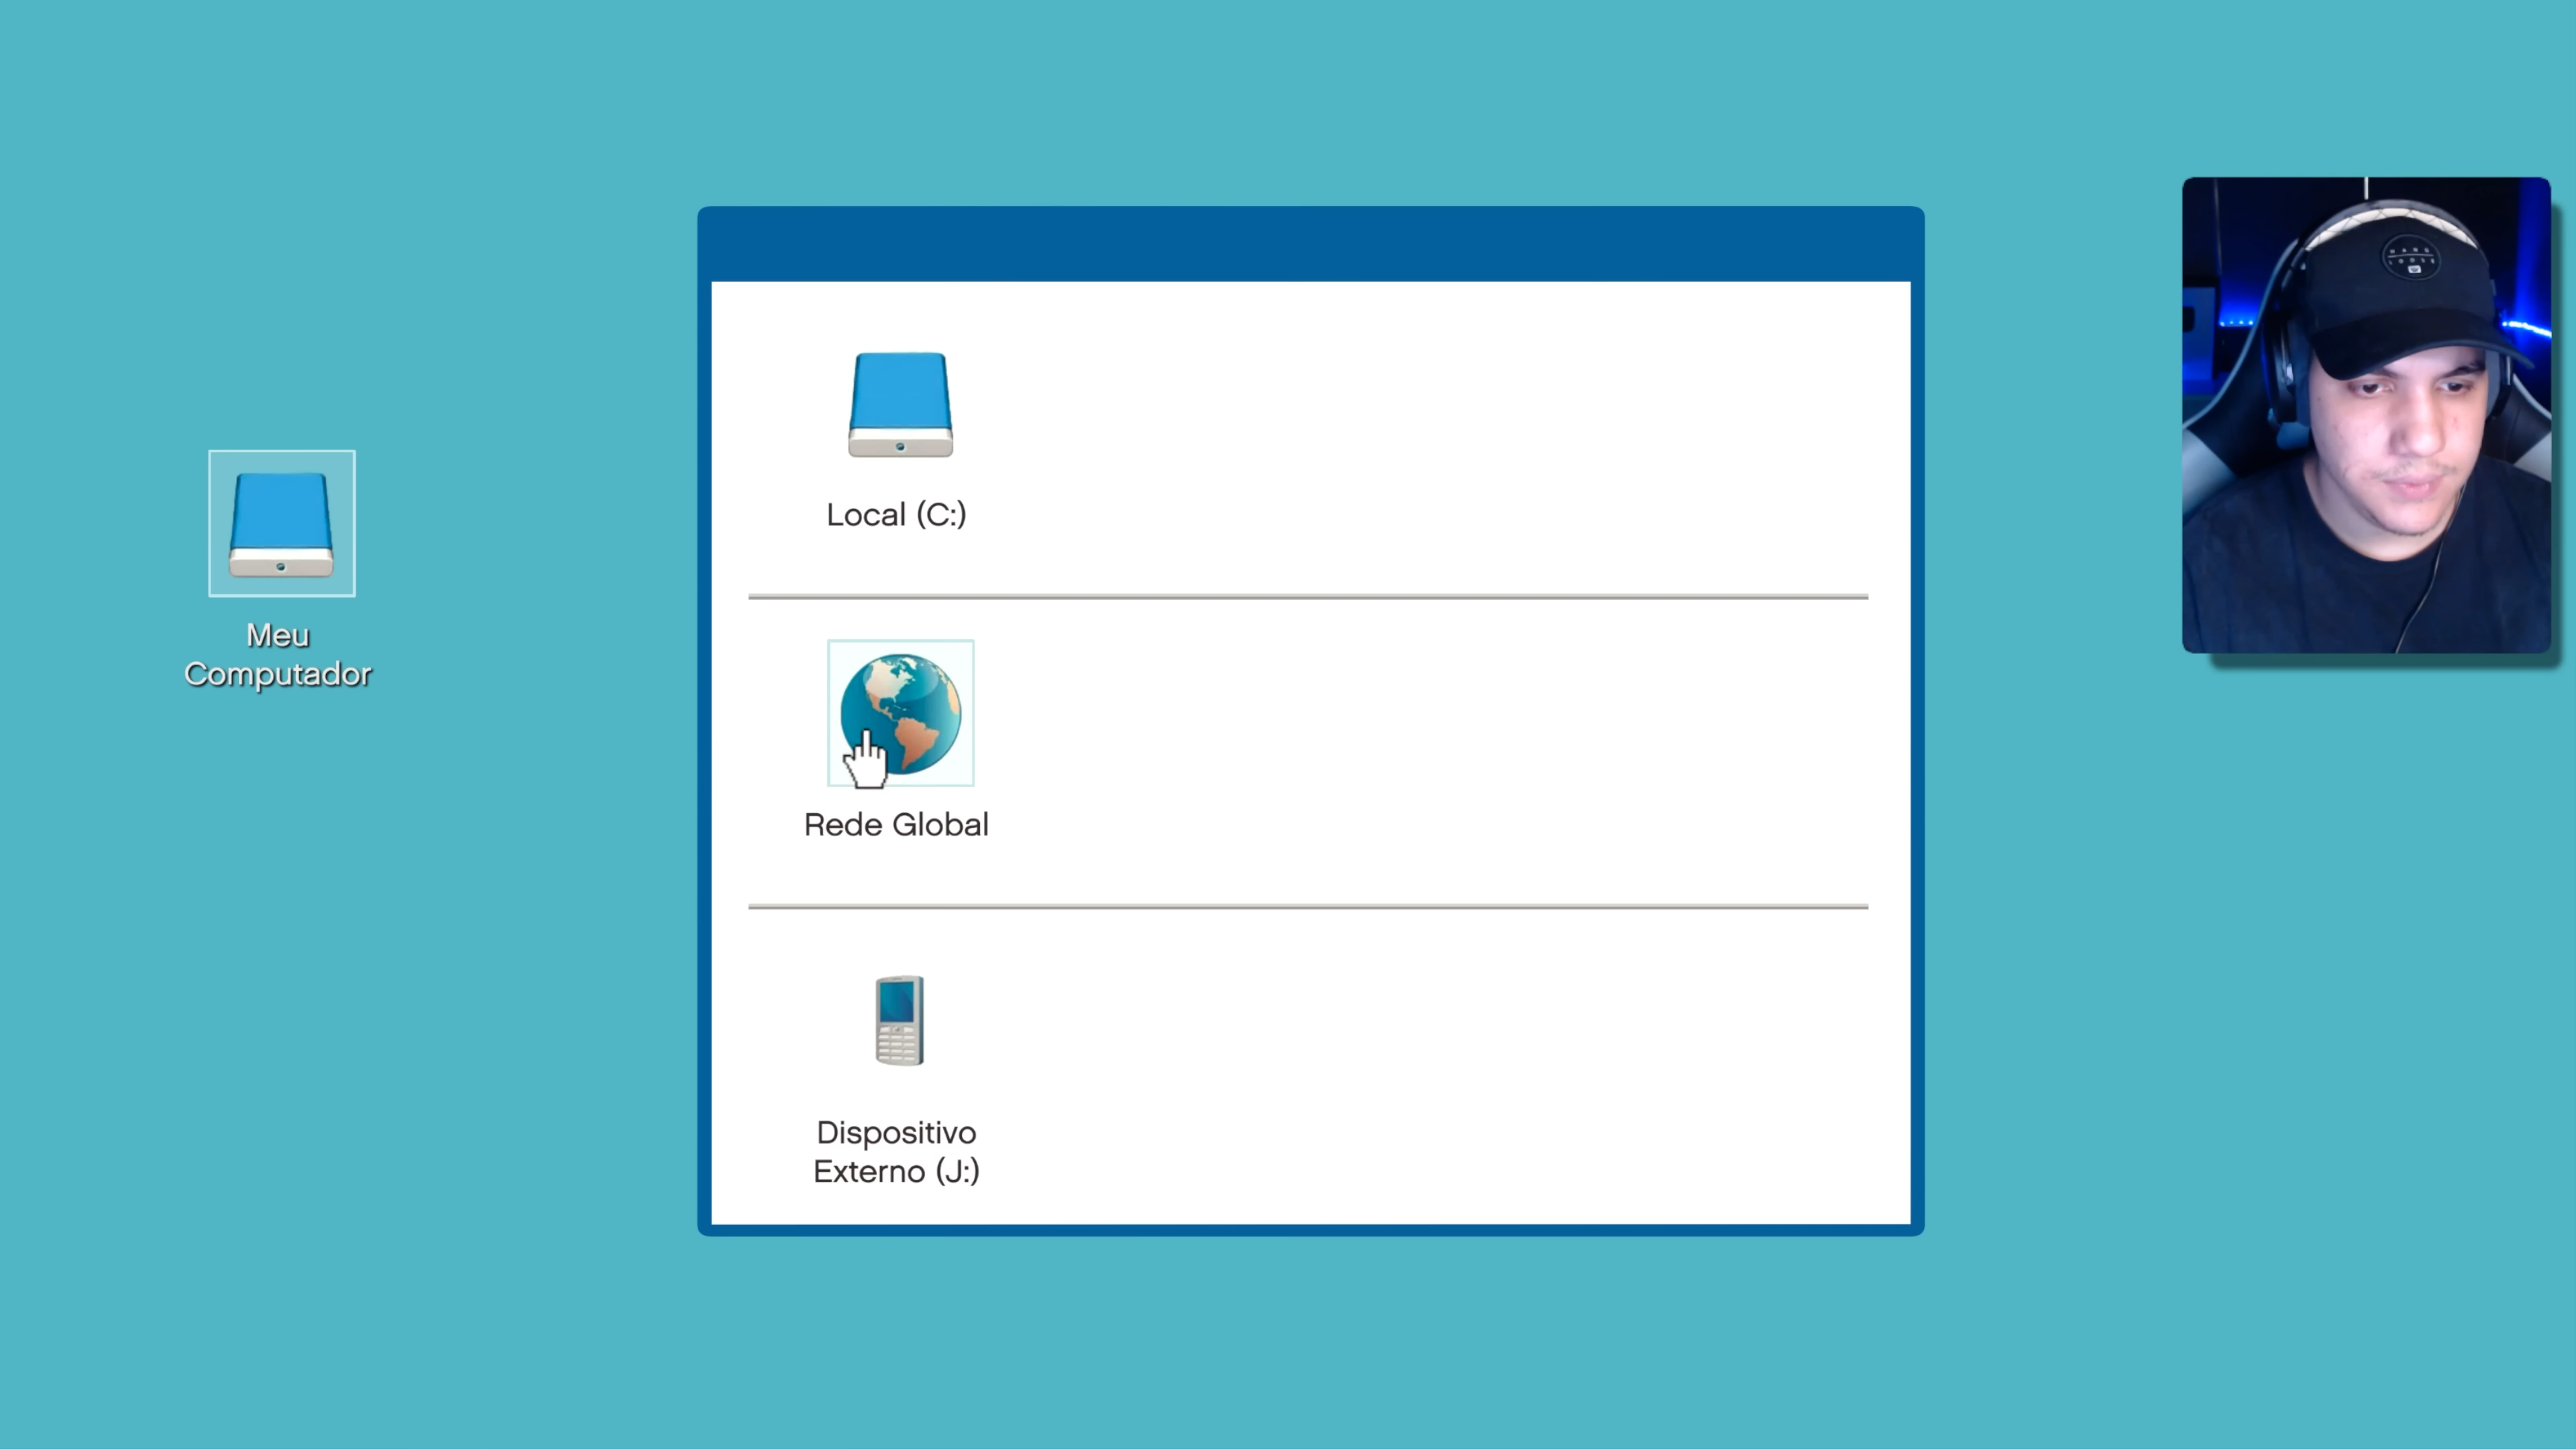 Meu
Computador
Local (C:)
Rede Global
Dispositivo
Externo (J:)